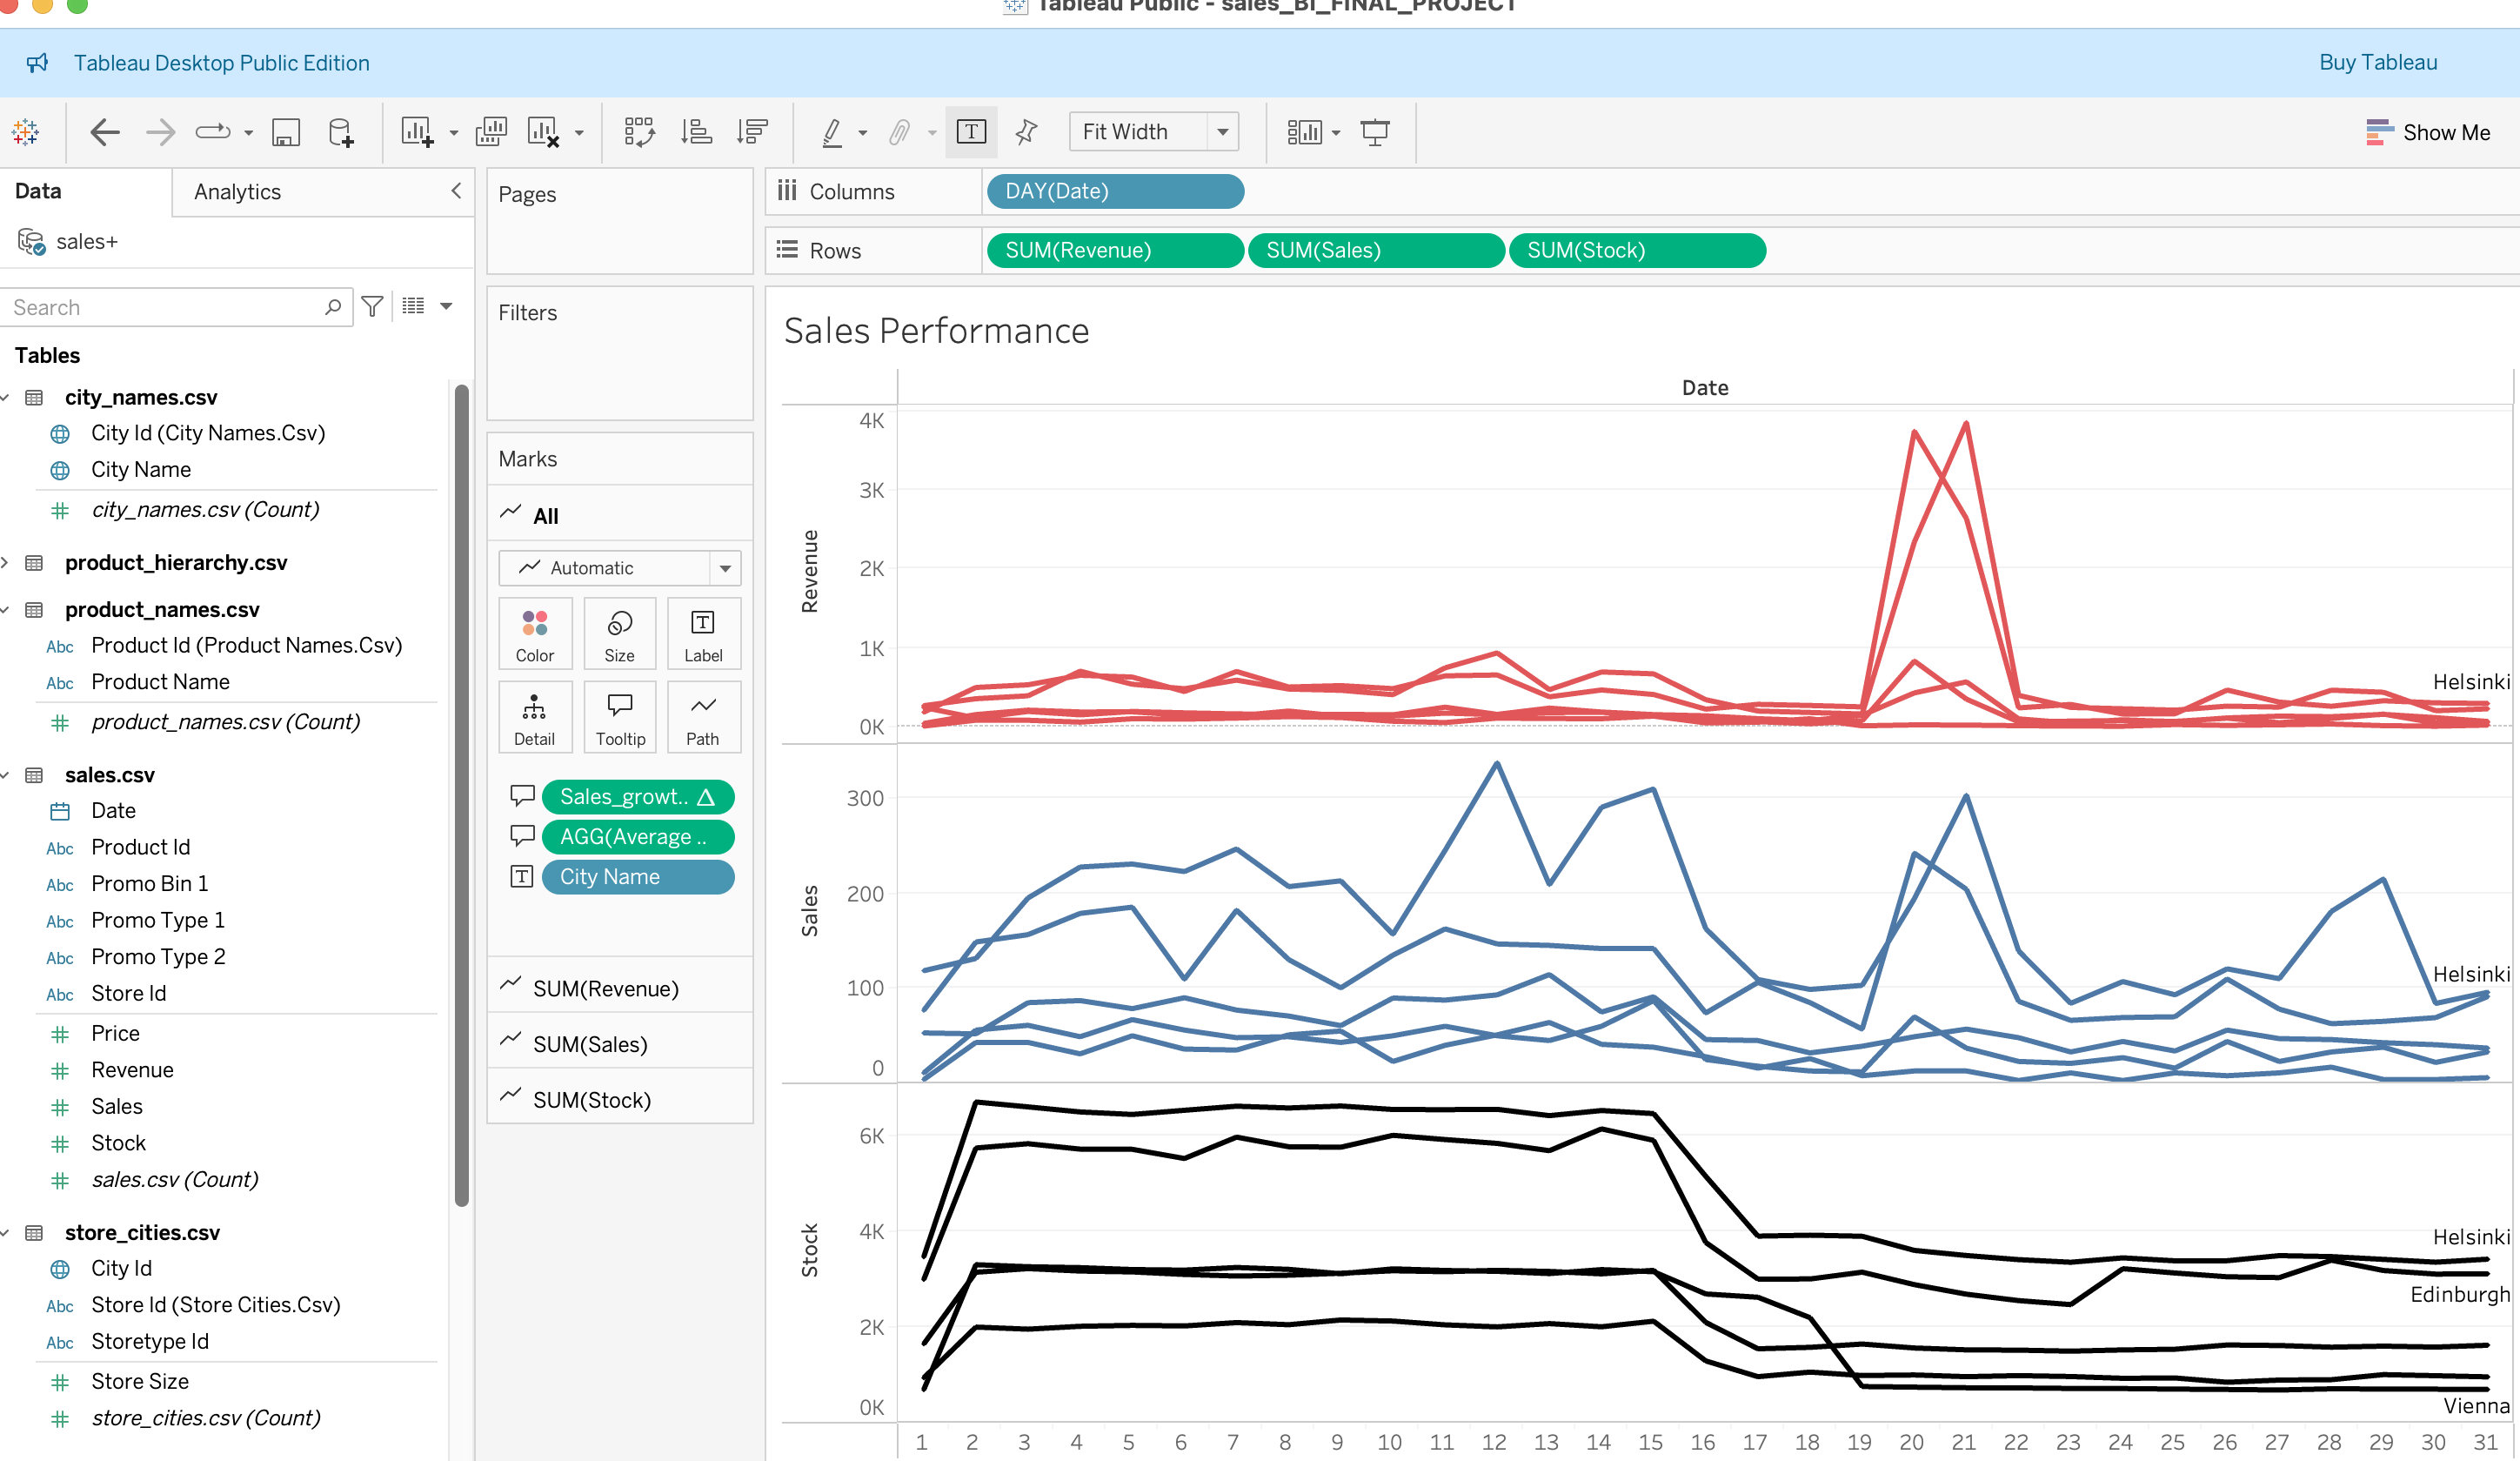 Tableau Public - sales_BI_FINAL_PROJECT
Tableau Desktop Public Edition
Buy Tableau
Fit Width
Show Me
Data
Analytics
sales+
Search
Tables
city_names.csv
City Id (City Names.Csv)
City Name
city_names.csv (Count)
product_hierarchy.csv
product_names.csv
Abc Product Id (Product Names.Csv)
Abc Product Name
product_names.csv (Count)
sales.csv
Date
Abc Product Id
Abc Promo Bin 1
Abc Promo Type 1
Abc Promo Type 2
Abc Store Id
Price
Revenue
Sales
Stock
sales.csv (Count)
store_cities.csv
City Id
Abc Store Id (Store Cities.Csv)
Abc Storetype Id
Store Size
store_cities.csv (Count)
Pages
Filters
Marks
All
Automatic
Color
Size
Label
Detail
Tooltip
Path
Sales_growt..
AGG(Average ..
City Name
SUM(Revenue)
SUM(Sales)
SUM(Stock)
Columns
DAY(Date)
Rows
SUM(Revenue)
SUM(Sales)
SUM(Stock)
Sales Performance
Date
Revenue
4K
3K
2K
1K
0K
Helsinki
Sales
300
200
100
0
Helsinki
Stock
6K
4K
2K
0K
Helsinki
Edinburgh
Vienna
1 2 3 4 5 6 7 8 9 10 11 12 13 14 15 16 17 18 19 20 21 22 23 24 25 26 27 28 29 30 31